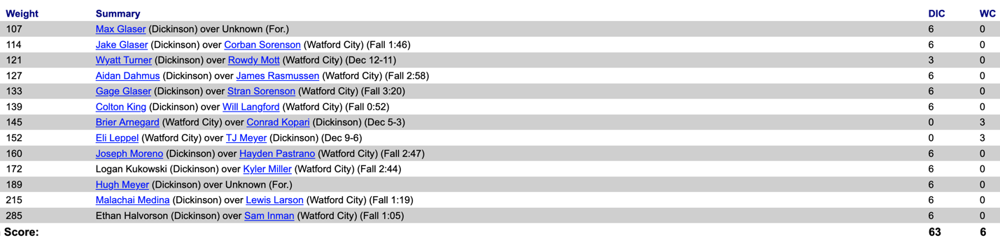 Weight Summary DIC WC
107 Max Glaser (Dickinson) over Unknown (For.) 6 0
114 Jake Glaser (Dickinson) over Corban Sorenson (Watford City) (Fall 1:46) 6 0
121 Wyatt Turner (Dickinson) over Rowdy Mott (Watford City) (Dec 12-11) 3 0
127 Aidan Dahmus (Dickinson) over James Rasmussen (Watford City) (Fall 2:58) 6 0
133 Gage Glaser (Dickinson) over Stran Sorenson (Watford City) (Fall 3:20) 6 0
139 Colton King (Dickinson) over Will Langford (Watford City) (Fall 0:52) 6 0
145 Brier Arnegard (Watford City) over Conrad Kopari (Dickinson) (Dec 5-3) 0 3
152 Eli Leppel (Watford City) over TJ Meyer (Dickinson) (Dec 9-6) 0 3
160 Joseph Moreno (Dickinson) over Hayden Pastrano (Watford City) (Fall 2:47) 6 0
172 Logan Kukowski (Dickinson) over Kyler Miller (Watford City) (Fall 2:44) 6 0
189 Hugh Meyer (Dickinson) over Unknown (For.) 6 0
215 Malachai Medina (Dickinson) over Lewis Larson (Watford City) (Fall 1:19) 6 0
285 Ethan Halvorson (Dickinson) over Sam Inman (Watford City) (Fall 1:05) 6 0
Score: 63 6